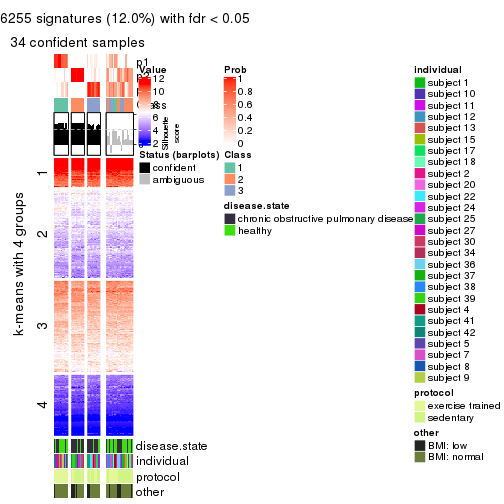 6255 signatures (12.0%) with fdr < 0.05
34 confident samples
Value
12
10
8
6
4
2
Silhouette
score
Status (barplots)
confident
ambiguous
Prob
1
0.8
0.6
0.4
0.2
0
Class
1
2
3
disease.state
chronic obstructive pulmonary disease
healthy
individual
subject 1
subject 10
subject 11
subject 12
subject 13
subject 15
subject 17
subject 18
subject 2
subject 20
subject 22
subject 24
subject 25
subject 27
subject 30
subject 34
subject 36
subject 37
subject 38
subject 39
subject 4
subject 41
subject 42
subject 5
subject 7
subject 8
subject 9
protocol
exercise trained
sedentary
other
BMI: low
BMI: normal
k-means with 4 groups
1
2
3
4
disease.state
individual
protocol
other